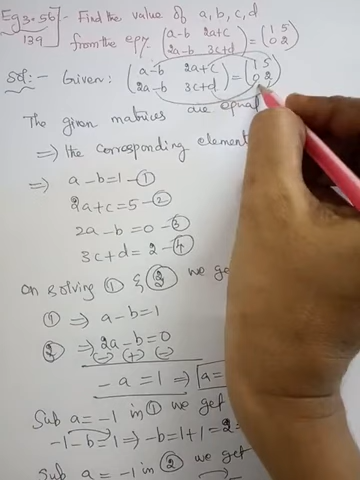 Eg 3.56 :- Find the value of a, b, c, d
139 from the eqn. (a-b 2a+c
2a-b 3c+d) = (1 5
0 2)
Sol:- Given: (a-b 2a+c
2a-b 3c+d) = (1 5
0 2)
The given matrices are equal
⇒ the corresponding element
⇒ a-b=1 - ①
2a+c=5 - ②
2a-b=0 - ③
3c+d=2 - ④
On solving ① & ③ we ge
① ⇒ a-b=1
② ⇒ 2a-b=0
(-) (+) (-)
-a=1 ⇒ a=
Sub a=-1 in ① we get
-1-b=1 ⇒ -b=1+1=2=
Sub a=-1 in ② we get